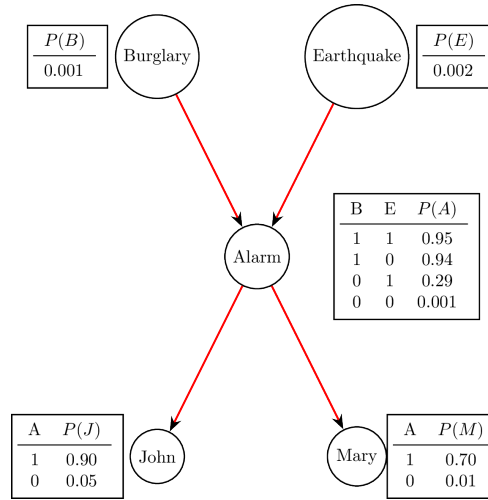 P(B)
0.001
Burglary
Earthquake
P(E)
0.002
B E P(A)
1 1 0.95
1 0 0.94
0 1 0.29
0 0 0.001
Alarm
A P(J)
1 0.90
0 0.05
John
Mary
A P(M)
1 0.70
0 0.01